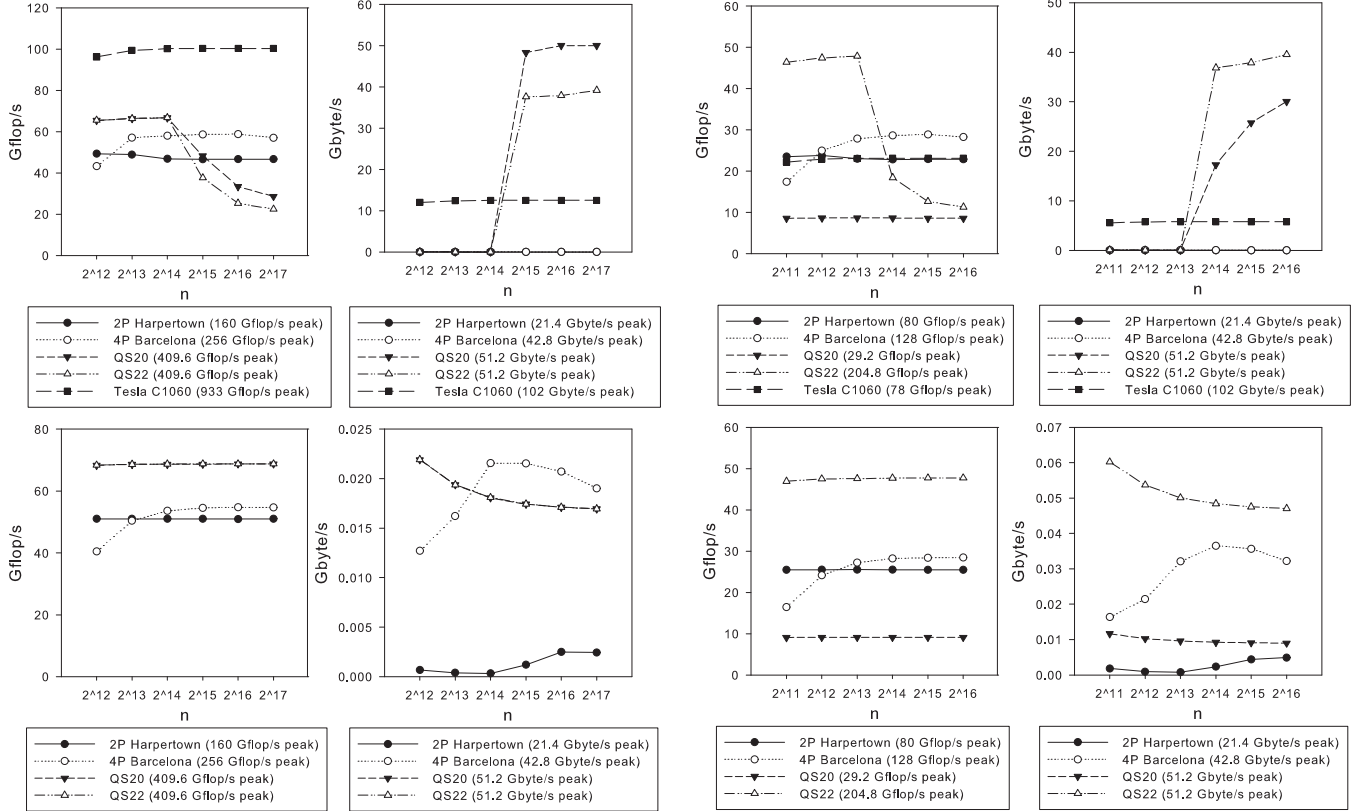 120
100
80
60
40
20
0
Gflop/s
2^12 2^13 2^14 2^15 2^16 2^17
n
2P Harpertown (160 Gflop/s peak)
4P Barcelona (256 Gflop/s peak)
QS20 (409.6 Gflop/s peak)
QS22 (409.6 Gflop/s peak)
Tesla C1060 (933 Gflop/s peak)
60
50
40
30
20
10
0
Gbyte/s
2^12 2^13 2^14 2^15 2^16 2^17
n
2P Harpertown (21.4 Gbyte/s peak)
4P Barcelona (42.8 Gbyte/s peak)
QS20 (51.2 Gbyte/s peak)
QS22 (51.2 Gbyte/s peak)
Tesla C1060 (102 Gbyte/s peak)
60
50
40
30
20
10
0
Gflop/s
2^11 2^12 2^13 2^14 2^15 2^16
n
2P Harpertown (80 Gflop/s peak)
4P Barcelona (128 Gflop/s peak)
QS20 (29.2 Gflop/s peak)
QS22 (204.8 Gflop/s peak)
Tesla C1060 (78 Gflop/s peak)
50
40
30
20
10
0
Gbyte/s
2^11 2^12 2^13 2^14 2^15 2^16
n
2P Harpertown (21.4 Gbyte/s peak)
4P Barcelona (42.8 Gbyte/s peak)
QS20 (51.2 Gbyte/s peak)
QS22 (51.2 Gbyte/s peak)
Tesla C1060 (102 Gbyte/s peak)
80
60
40
20
0
Gflop/s
2^12 2^13 2^14 2^15 2^16 2^17
n
2P Harpertown (160 Gflop/s peak)
4P Barcelona (256 Gflop/s peak)
QS20 (409.6 Gflop/s peak)
QS22 (409.6 Gflop/s peak)
0.025
0.020
0.015
0.010
0.005
0.000
Gbyte/s
2^12 2^13 2^14 2^15 2^16 2^17
n
2P Harpertown (21.4 Gbyte/s peak)
4P Barcelona (42.8 Gbyte/s peak)
QS20 (51.2 Gbyte/s peak)
QS22 (51.2 Gbyte/s peak)
60
50
40
30
20
10
0
Gflop/s
2^11 2^12 2^13 2^14 2^15 2^16
n
2P Harpertown (80 Gflop/s peak)
4P Barcelona (128 Gflop/s peak)
QS20 (29.2 Gflop/s peak)
QS22 (204.8 Gflop/s peak)
0.07
0.06
0.05
0.04
0.03
0.02
0.01
0.00
Gbyte/s
2^11 2^12 2^13 2^14 2^15 2^16
n
2P Harpertown (21.4 Gbyte/s peak)
4P Barcelona (42.8 Gbyte/s peak)
QS20 (51.2 Gbyte/s peak)
QS22 (51.2 Gbyte/s peak)